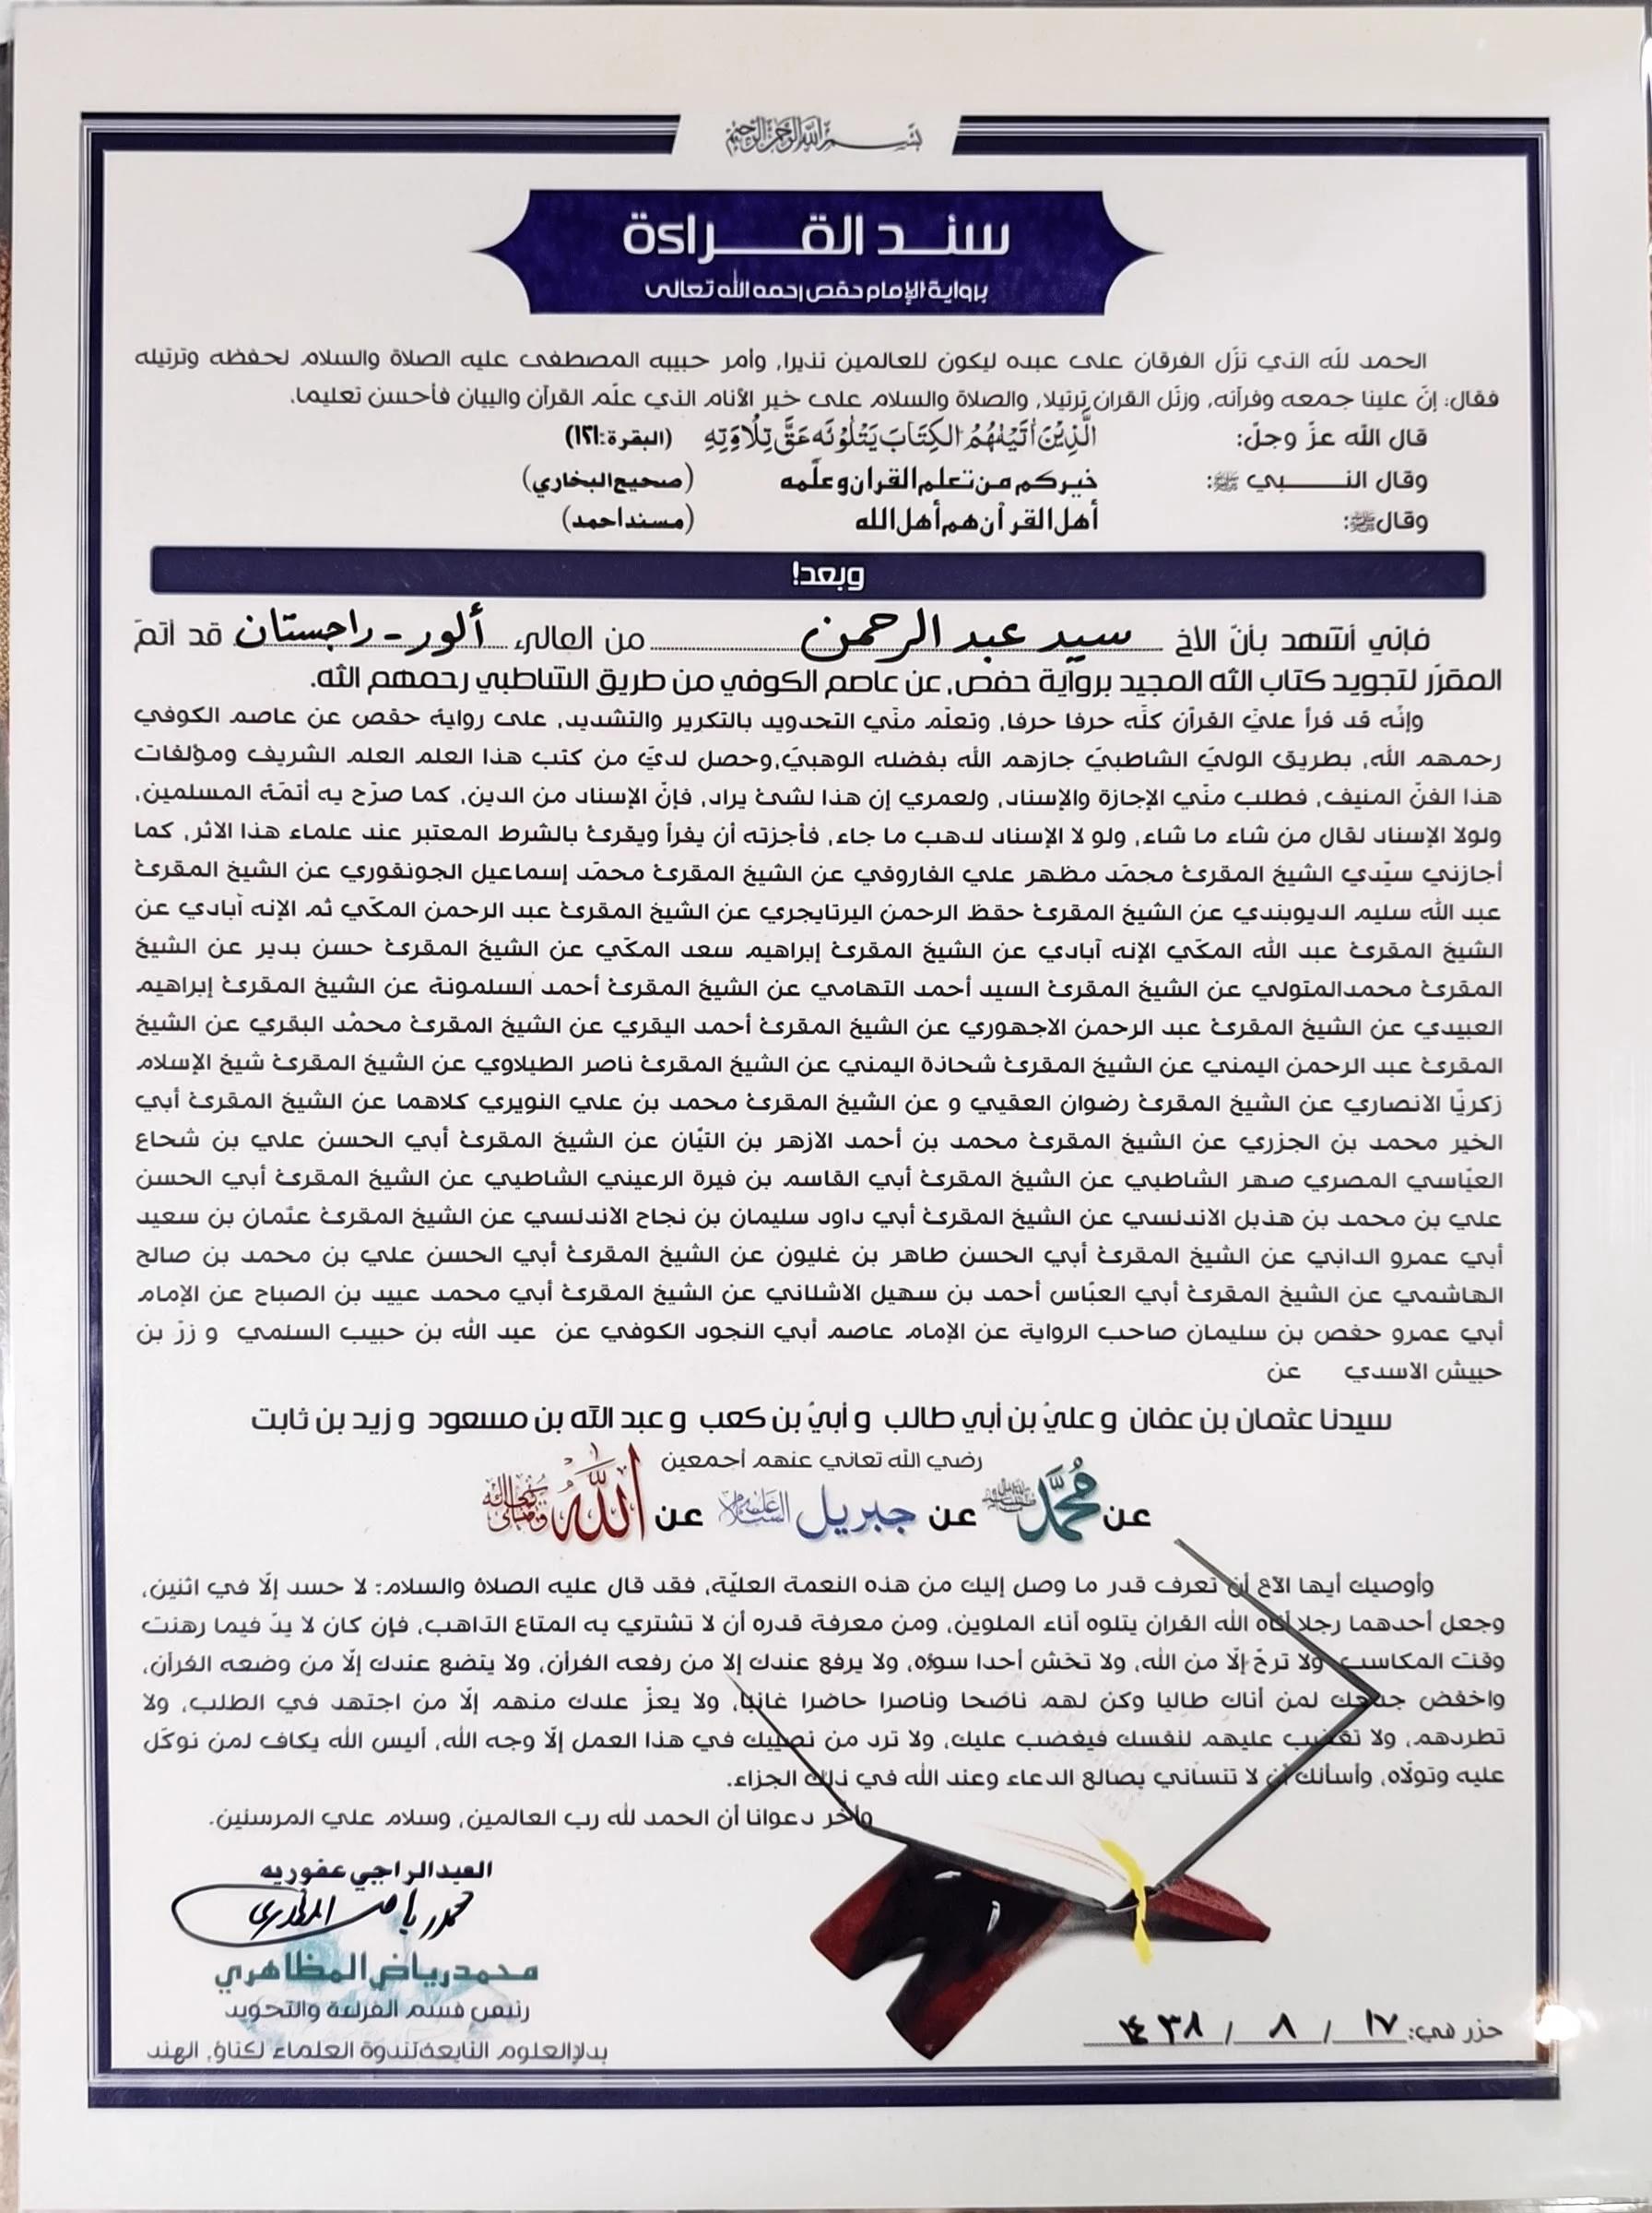 بسم الله الرحمن الرحيم
سند القراءة
برواية الإمام حفص رحمه الله تعالى
الحمد لله الذي نزّل الفرقان على عبده ليكون للعالمين نذيرا، وأمر حبيبه المصطفى عليه الصلاة والسلام لحفظه وترتيله
فقال: إنّ علينا جمعه وقرآنه، ورتّل القران ترتيلا، والصلاة والسلام على خير الأنام الذي علّم القرآن والبيان فأحسن تعليما.
قال الله عزّ وجلّ: الَّذِيْنَ اٰتَيْنٰهُمُ الْكِتَابَ يَتْلُوْنَهٗ حَقَّ تِلَاوَتِهٖ (البقرة:١٢١)
وقال النبي ﷺ: خيركم من تعلم القران وعلّمه (صحيح البخاري)
وقال ﷺ: أهل القرآن هم أهل الله (مسند احمد)
وبعد!
فإني أشهد بأنّ الأخ سيد عبد الرحمن من العالي ألور - راجستان قد أتمّ
المقرّر لتجويد كتاب الله المجيد برواية حفص، عن عاصم الكوفي من طريق الشاطبي رحمهم الله.
وإنّه قد قرأ عليّ القرآن كلّه حرفا حرفا، وتعلّم منّي التجويد بالتكرير والتشديد، على رواية حفص عن عاصم الكوفي
رحمهم الله، بطريق الوليّ الشاطبيّ جازهم الله بفضله الوهبيّ،وحصل لديّ من كتب هذا العلم العلم الشريف ومؤلفات
هذا الفنّ المنيف، فطلب منّي الإجازة والإسناد، ولعمري إن هذا لشئ يراد، فإنّ الإسناد من الدين، كما صرّح به أئمّة المسلمين،
ولولا الإسناد لقال من شاء ما شاء، ولو لا الإسناد لذهب ما جاء، فأجزته أن يقرأ ويقرئ بالشرط المعتبر عند علماء هذا الاثر، كما
أجازني سيّدي الشيخ المقرئ محمّد مظهر علي الفاروقي عن الشيخ المقرئ محمّد إسماعيل الجونفوري عن الشيخ المقرئ
عبد الله سليم الديوبندي عن الشيخ المقرئ حفظ الرحمن البرتابجري عن الشيخ المقرئ عبد الرحمن المكّي ثم الإله آبادي عن
الشيخ المقرئ عبد الله المكّي الإله آبادي عن الشيخ المقرئ إبراهيم سعد المكّي عن الشيخ المقرئ حسن بدير عن الشيخ
المقرئ محمدالمتولي عن الشيخ المقرئ السيد أحمد التهامي عن الشيخ المقرئ أحمد السلمونة عن الشيخ المقرئ إبراهيم
العبيدي عن الشيخ المقرئ عبد الرحمن الاجهوري عن الشيخ المقرئ أحمد البقري عن الشيخ المقرئ محمّد البقري عن الشيخ
المقرئ عبد الرحمن اليمني عن الشيخ المقرئ شحاذة اليمني عن الشيخ المقرئ ناصر الطبلاوي عن الشيخ المقرئ شيخ الإسلام
زكريّا الانصاري عن الشيخ المقرئ رضوان العقبي و عن الشيخ المقرئ محمد بن علي النويري كلاهما عن الشيخ المقرئ أبي
الخير محمد بن الجزري عن الشيخ المقرئ محمد بن أحمد الازهر بن التبّان عن الشيخ المقرئ أبي الحسن علي بن شجاع
العبّاسي المصري صهر الشاطبي عن الشيخ المقرئ أبي القاسم بن فيرة الرعيني الشاطبي عن الشيخ المقرئ أبي الحسن
علي بن محمد بن هذيل الاندلسي عن الشيخ المقرئ أبي داود سليمان بن نجاح الاندلسي عن الشيخ المقرئ عثمان بن سعيد
أبي عمرو الداني عن الشيخ المقرئ أبي الحسن طاهر بن غلبون عن الشيخ المقرئ أبي الحسن علي بن محمد بن صالح
الهاشمي عن الشيخ المقرئ أبي العبّاس أحمد بن سهيل الاشناني عن الشيخ المقرئ أبي محمد عبيد بن الصباح عن الإمام
أبي عمرو حفص بن سليمان صاحب الرواية عن الإمام عاصم أبي النجود الكوفي عن عبد الله بن حبيب السلمي و زرّ بن
حبيش الاسدي عن
سيدنا عثمان بن عفان و عليّ بن أبي طالب و أبيّ بن كعب و عبد الله بن مسعود و زيد بن ثابت
رضي الله تعالى عنهم أجمعين
عن محمد ﷺ عن جبريل عليه السلام عن الله سبحانه وتعالى
وأوصيك أيها الأخ أن تعرف قدر ما وصل إليك من هذه النعمة العليّة، فقد قال عليه الصلاة والسلام: لا حسد إلّا في اثنين،
وجعل أحدهما رجلا أتاه الله القران يتلوه أناء الملوين، ومن معرفة قدره أن لا تشتري به المتاع الذاهب، فإن كان لا بدّ فيما رهنت
وقت المكاسب، ولا ترجّ إلّا من الله، ولا تخش أحدا سواه، ولا يرفع عندك إلا من رفعه القرأن، ولا يتضع عندك إلّا من وضعه القرأن،
واخفض جناحك لمن أتاك طالبا وكن لهم ناصحا وناصرا حاضرا غائبا، ولا يعزّ عندك منهم إلّا من اجتهد في الطلب، ولا
تطردهم، ولا تغضب عليهم لنفسك فيغضب عليك، ولا ترد من نصيبك في هذا العمل إلّا وجه الله، أليس الله بكاف لمن توكّل
عليه وتولّاه، وأسألك أن لا تنساني بصالح الدعاء وعند الله في ذلك الجزاء.
وأخر دعوانا أن الحمد لله رب العالمين، وسلام علي المرسلين.
العبد الراجي عفو ربه
محمد رياض المظاهري
محمد رياض المظاهري
رئيس قسم القراءة والتجويد
بدار العلوم التابعة لندوة العلماء لكناؤ، الهند
حرر في: ١٧ / ٨ / ١٤٣٨